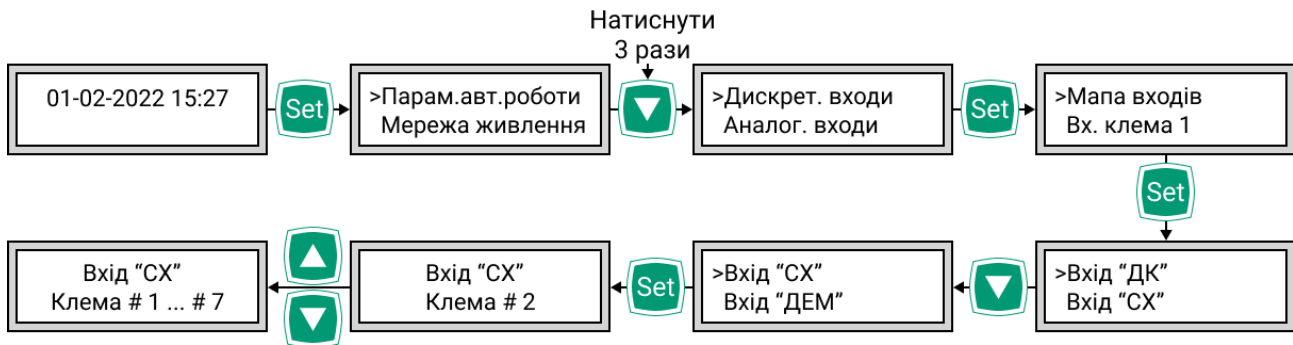 Натиснути
3 рази
01-02-2022 15:27
Set
>Парам.авт.роботи
Мережа живлення
>Дискрет. входи
Аналог. входи
Set
>Мапа входів
Вх. клема 1
Set
>Вхід “ДК”
Вхід “СХ”
>Вхід “СХ”
Вхід “ДЕМ”
Set
Вхід “СХ”
Клема # 2
Вхід “СХ”
Клема # 1 ... # 7